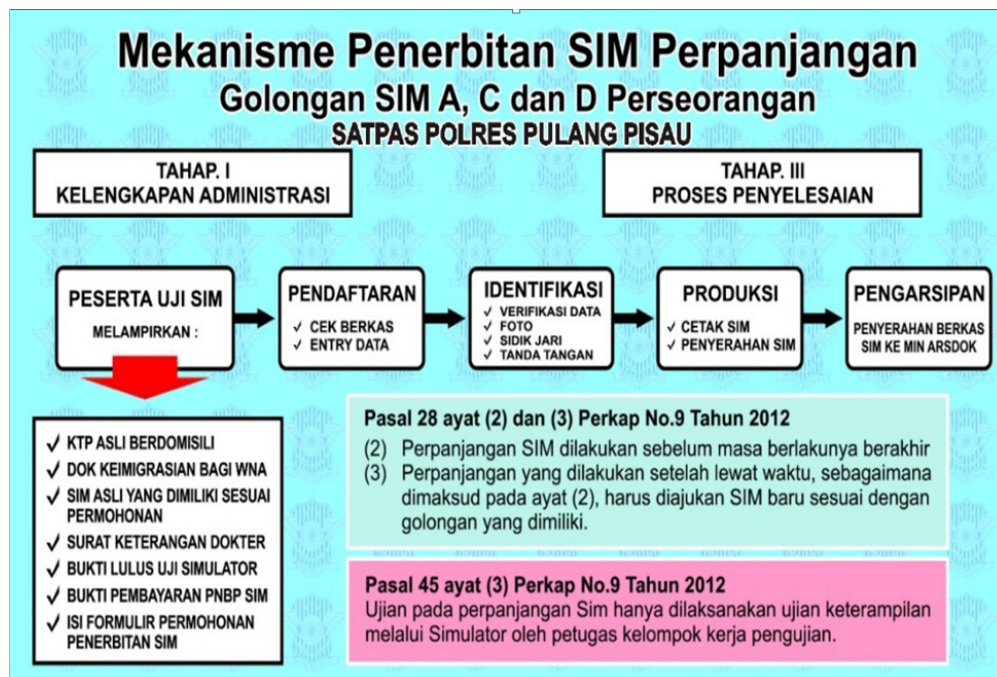 Mekanisme Penerbitan SIM Perpanjangan
Golongan SIM A, C dan D Perseorangan
SATPAS POLRES PULANG PISAU
TAHAP. I
KELENGKAPAN ADMINISTRASI
TAHAP. III
PROSES PENYELESAIAN
PESERTA UJI SIM
MELAMPIRKAN :
PENDAFTARAN
✓ CEK BERKAS
✓ ENTRY DATA
IDENTIFIKASI
✓ VERIFIKASI DATA
✓ FOTO
✓ SIDIK JARI
✓ TANDA TANGAN
PRODUKSI
✓ CETAK SIM
✓ PENYERAHAN SIM
PENGARSIPAN
PENYERAHAN BERKAS
SIM KE MIN ARSDOK
✓ KTP ASLI BERDOMISILI
✓ DOK KEIMIGRASIAN BAGI WNA
✓ SIM ASLI YANG DIMILIKI SESUAI
PERMOHONAN
✓ SURAT KETERANGAN DOKTER
✓ BUKTI LULUS UJI SIMULATOR
✓ BUKTI PEMBAYARAN PNBP SIM
✓ ISI FORMULIR PERMOHONAN
PENERBITAN SIM
Pasal 28 ayat (2) dan (3) Perkap No.9 Tahun 2012
(2) Perpanjangan SIM dilakukan sebelum masa berlakunya berakhir
(3) Perpanjangan yang dilakukan setelah lewat waktu, sebagaimana
dimaksud pada ayat (2), harus diajukan SIM baru sesuai dengan
golongan yang dimiliki.
Pasal 45 ayat (3) Perkap No.9 Tahun 2012
Ujian pada perpanjangan Sim hanya dilaksanakan ujian keterampilan
melalui Simulator oleh petugas kelompok kerja pengujian.